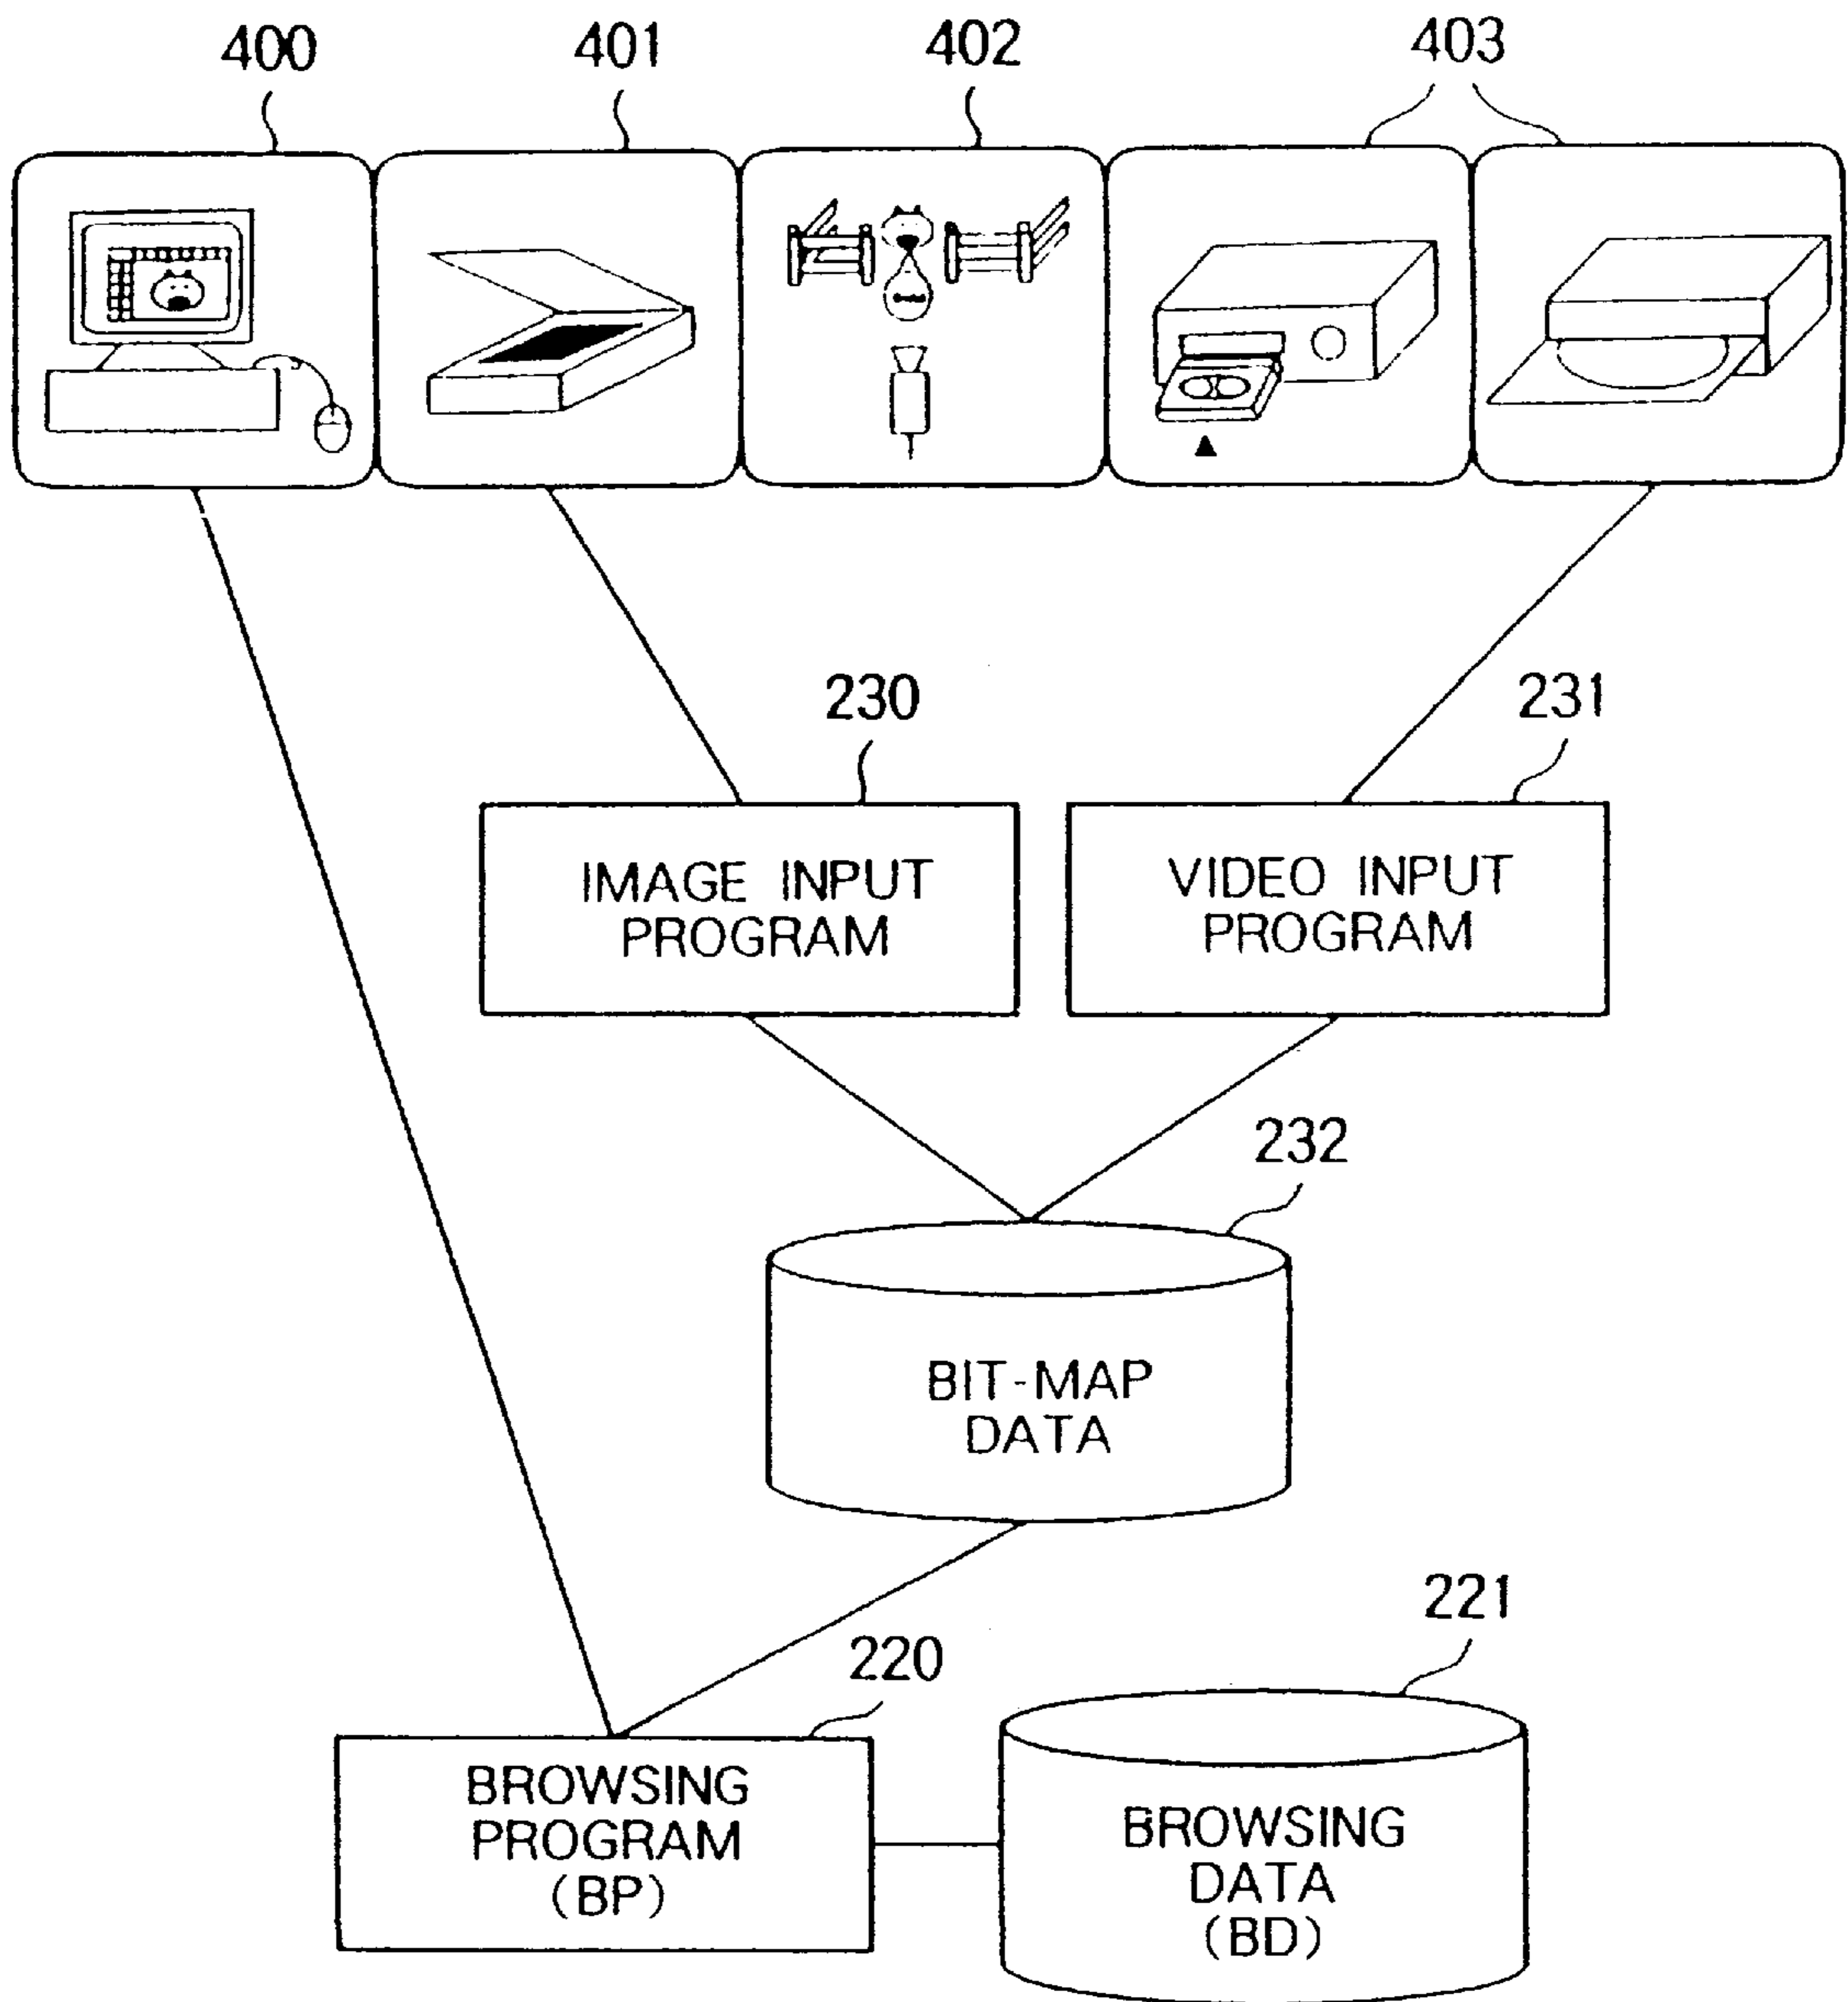 400
401
402
403
230
231
IMAGE INPUT
PROGRAM
VIDEO INPUT
PROGRAM
232
BIT-MAP
DATA
220
221
BROWSING
PROGRAM
(BP)
BROWSING
DATA
(BD)